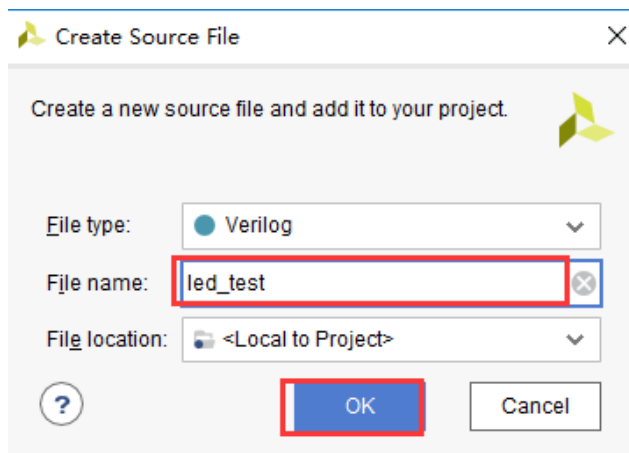 Create Source File
Create a new source file and add it to your project.
File type: Verilog
File name: led_test
File location: <Local to Project>
? OK Cancel